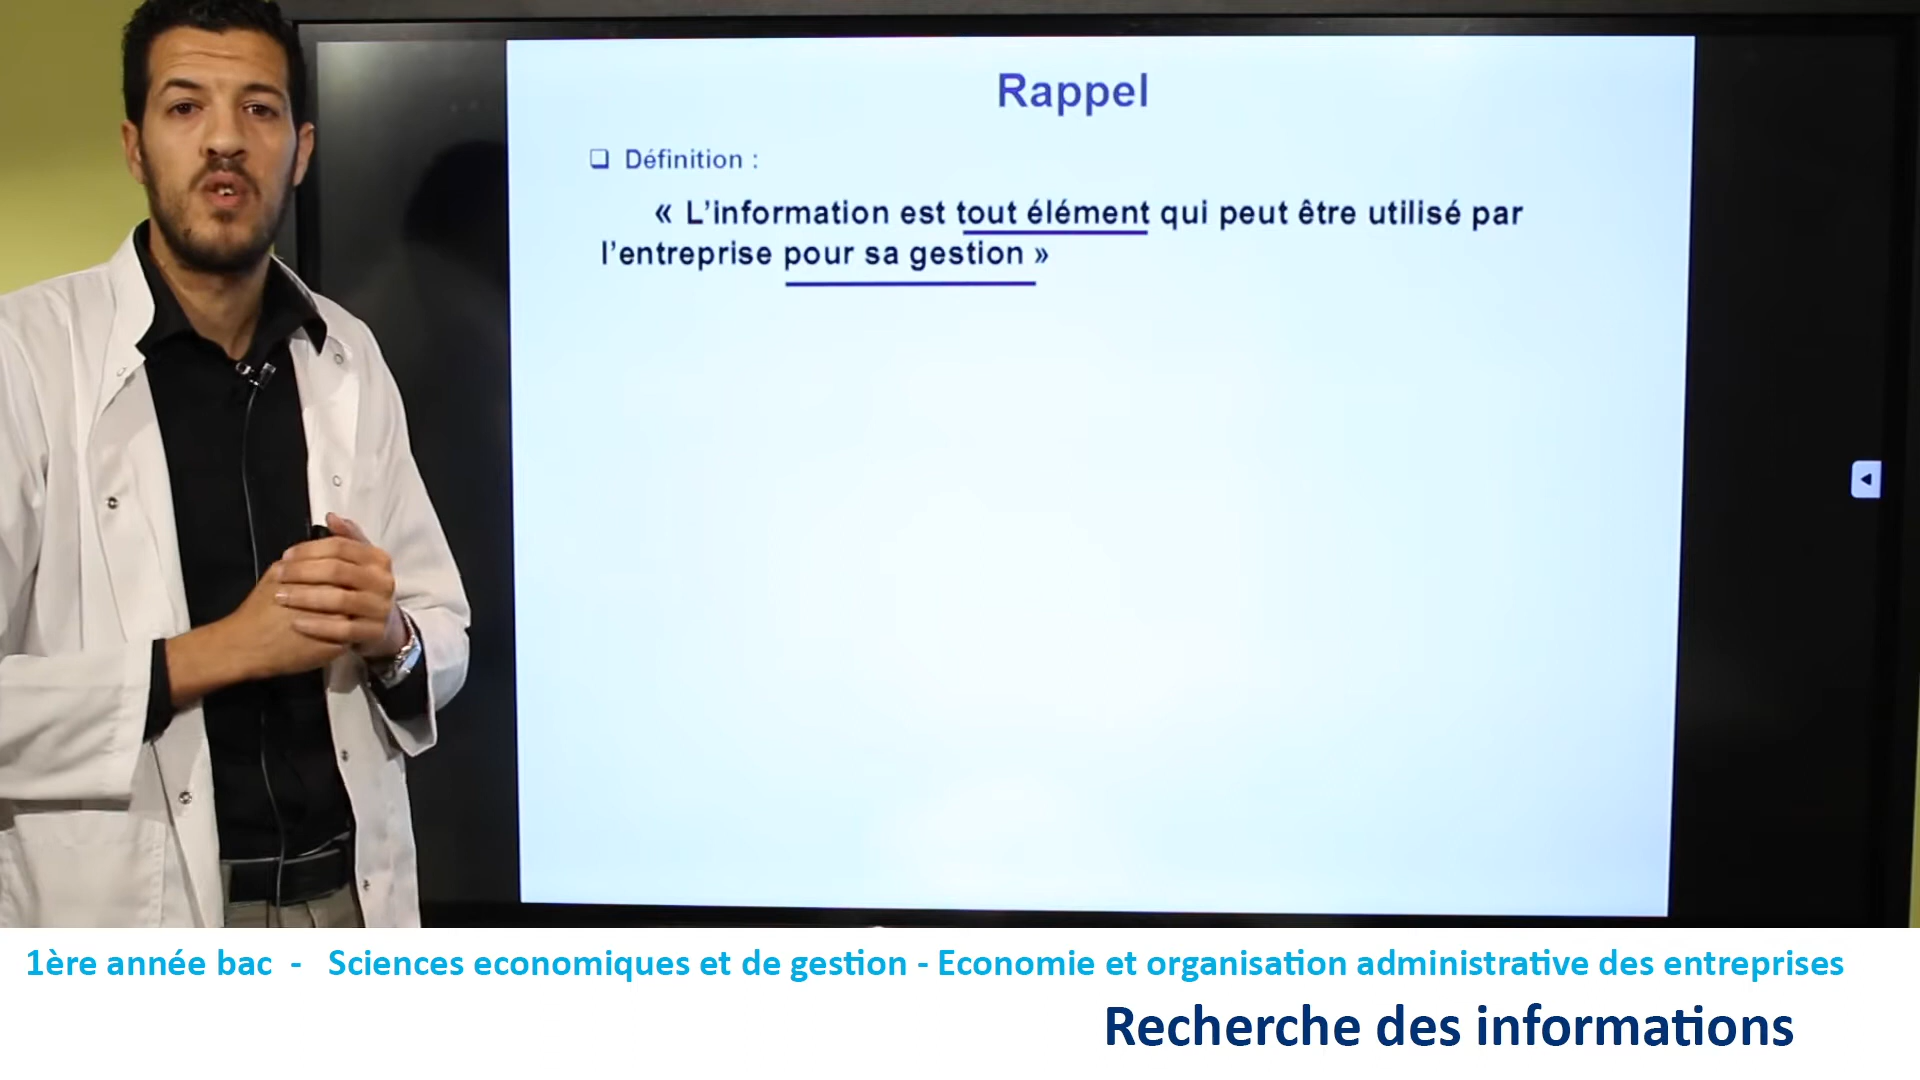 Rappel
❑ Définition :
« L'information est tout élément qui peut être utilisé par
l'entreprise pour sa gestion »
1ère année bac - Sciences economiques et de gestion - Economie et organisation administrative des entreprises
Recherche des informations